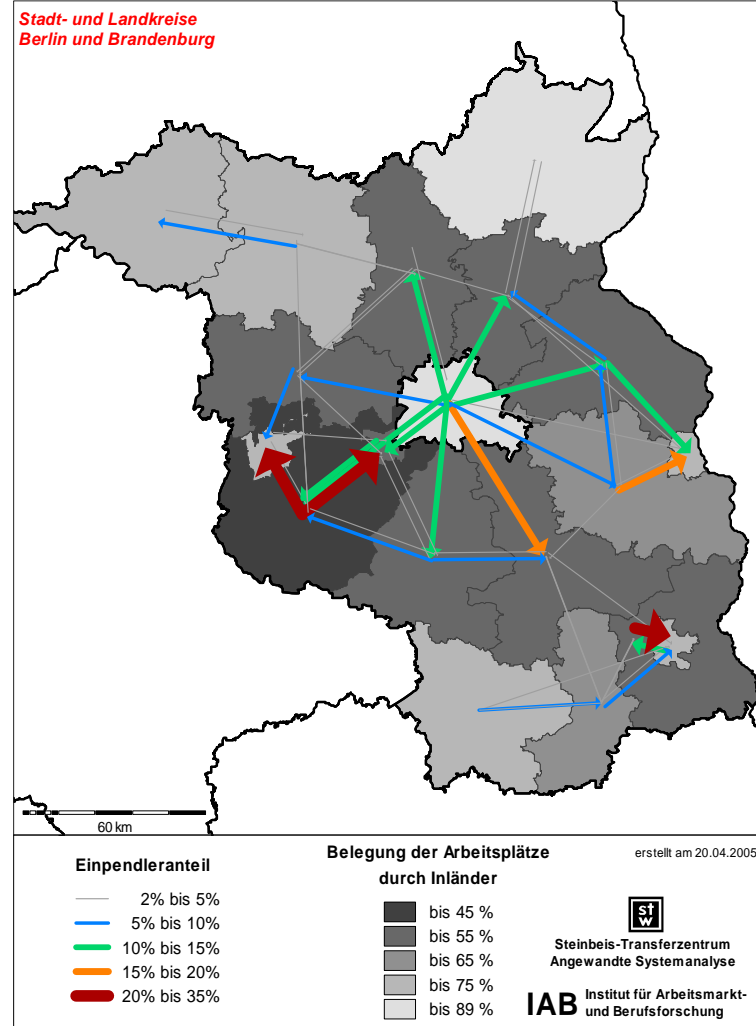 Stadt- und Landkreise
Berlin und Brandenburg
60 km
Einpendleranteil
2% bis 5%
5% bis 10%
10% bis 15%
15% bis 20%
20% bis 35%
Belegung der Arbeitsplätze
durch Inländer
bis 45 %
bis 55 %
bis 65 %
bis 75 %
bis 89 %
erstellt am 20.04.2005
st
w
Steinbeis-Transferzentrum
Angewandte Systemanalyse
IAB Institut für Arbeitsmarkt-
und Berufsforschung